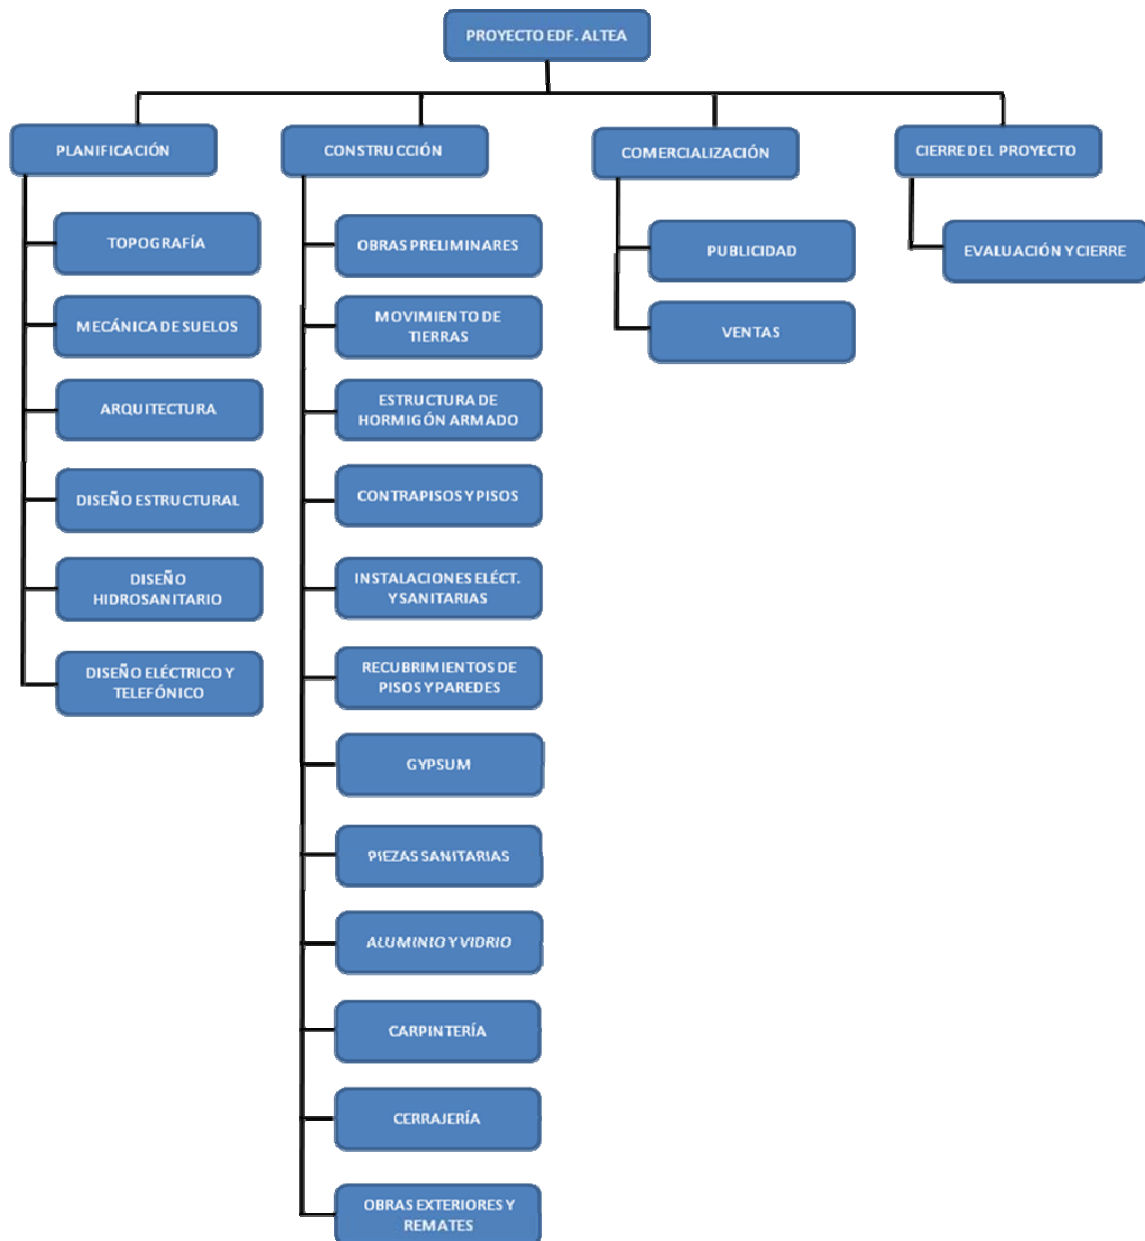 PROYECTO EDF. ALTEA
PLANIFICACIÓN
TOPOGRAFÍA
MECÁNICA DE SUELOS
ARQUITECTURA
DISEÑO ESTRUCTURAL
DISEÑO
HIDROSANITARIO
DISEÑO ELÉCTRICO Y
TELEFÓNICO
CONSTRUCCIÓN
OBRAS PRELIMINARES
MOVIMIENTO DE
TIERRAS
ESTRUCTURA DE
HORMIGÓN ARMADO
CONTRAPISOS Y PISOS
INSTALACIONES ELÉCT.
Y SANITARIAS
RECUBRIMIENTOS DE
PISOS Y PAREDES
GYPSUM
PIEZAS SANITARIAS
ALUMINIO Y VIDRIO
CARPINTERÍA
CERRAJERÍA
OBRAS EXTERIORES Y
REMATES
COMERCIALIZACIÓN
PUBLICIDAD
VENTAS
CIERRE DEL PROYECTO
EVALUACIÓN Y CIERRE